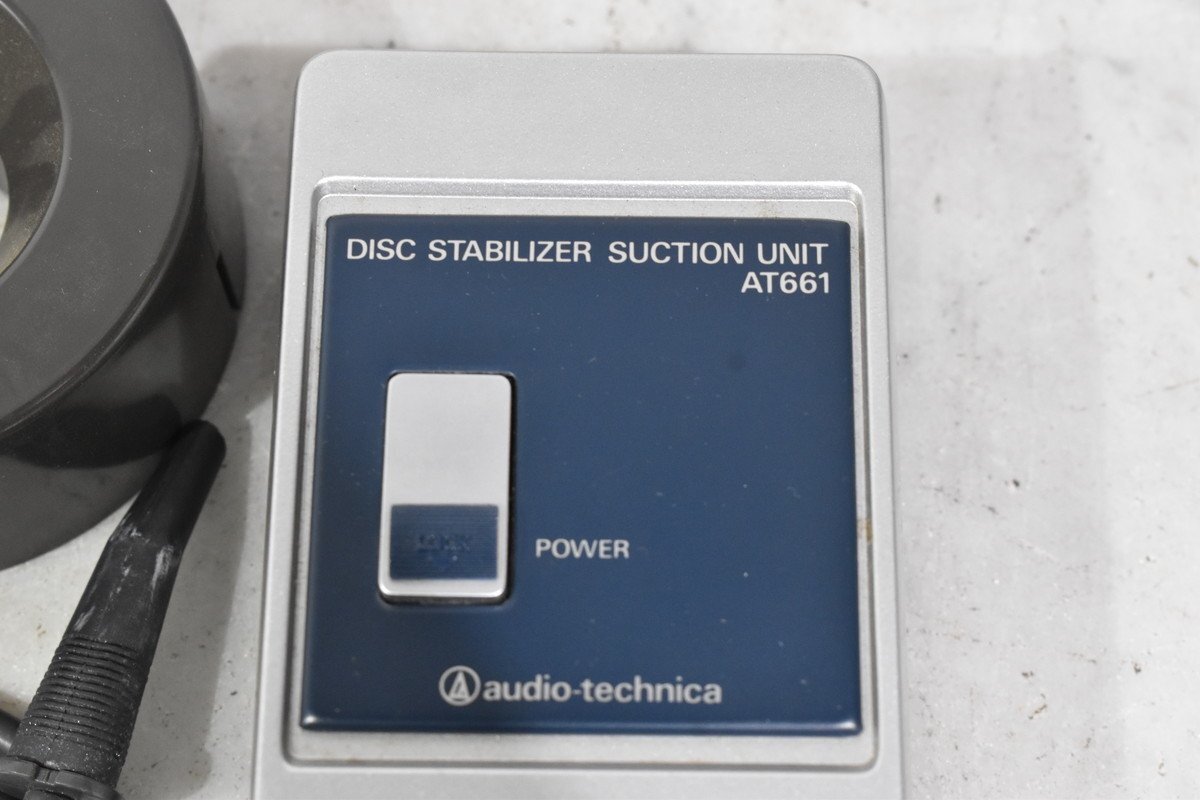 DISC STABILIZER SUCTION UNIT
AT661
POWER
audio-technica